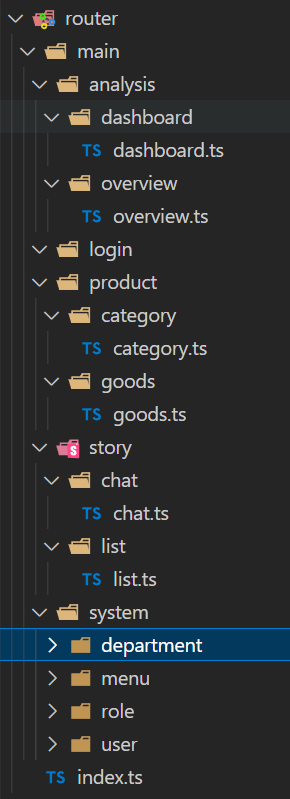 router
main
analysis
dashboard
TS dashboard.ts
overview
TS overview.ts
login
product
category
TS category.ts
goods
TS goods.ts
story
chat
TS chat.ts
list
TS list.ts
system
department
menu
role
user
TS index.ts